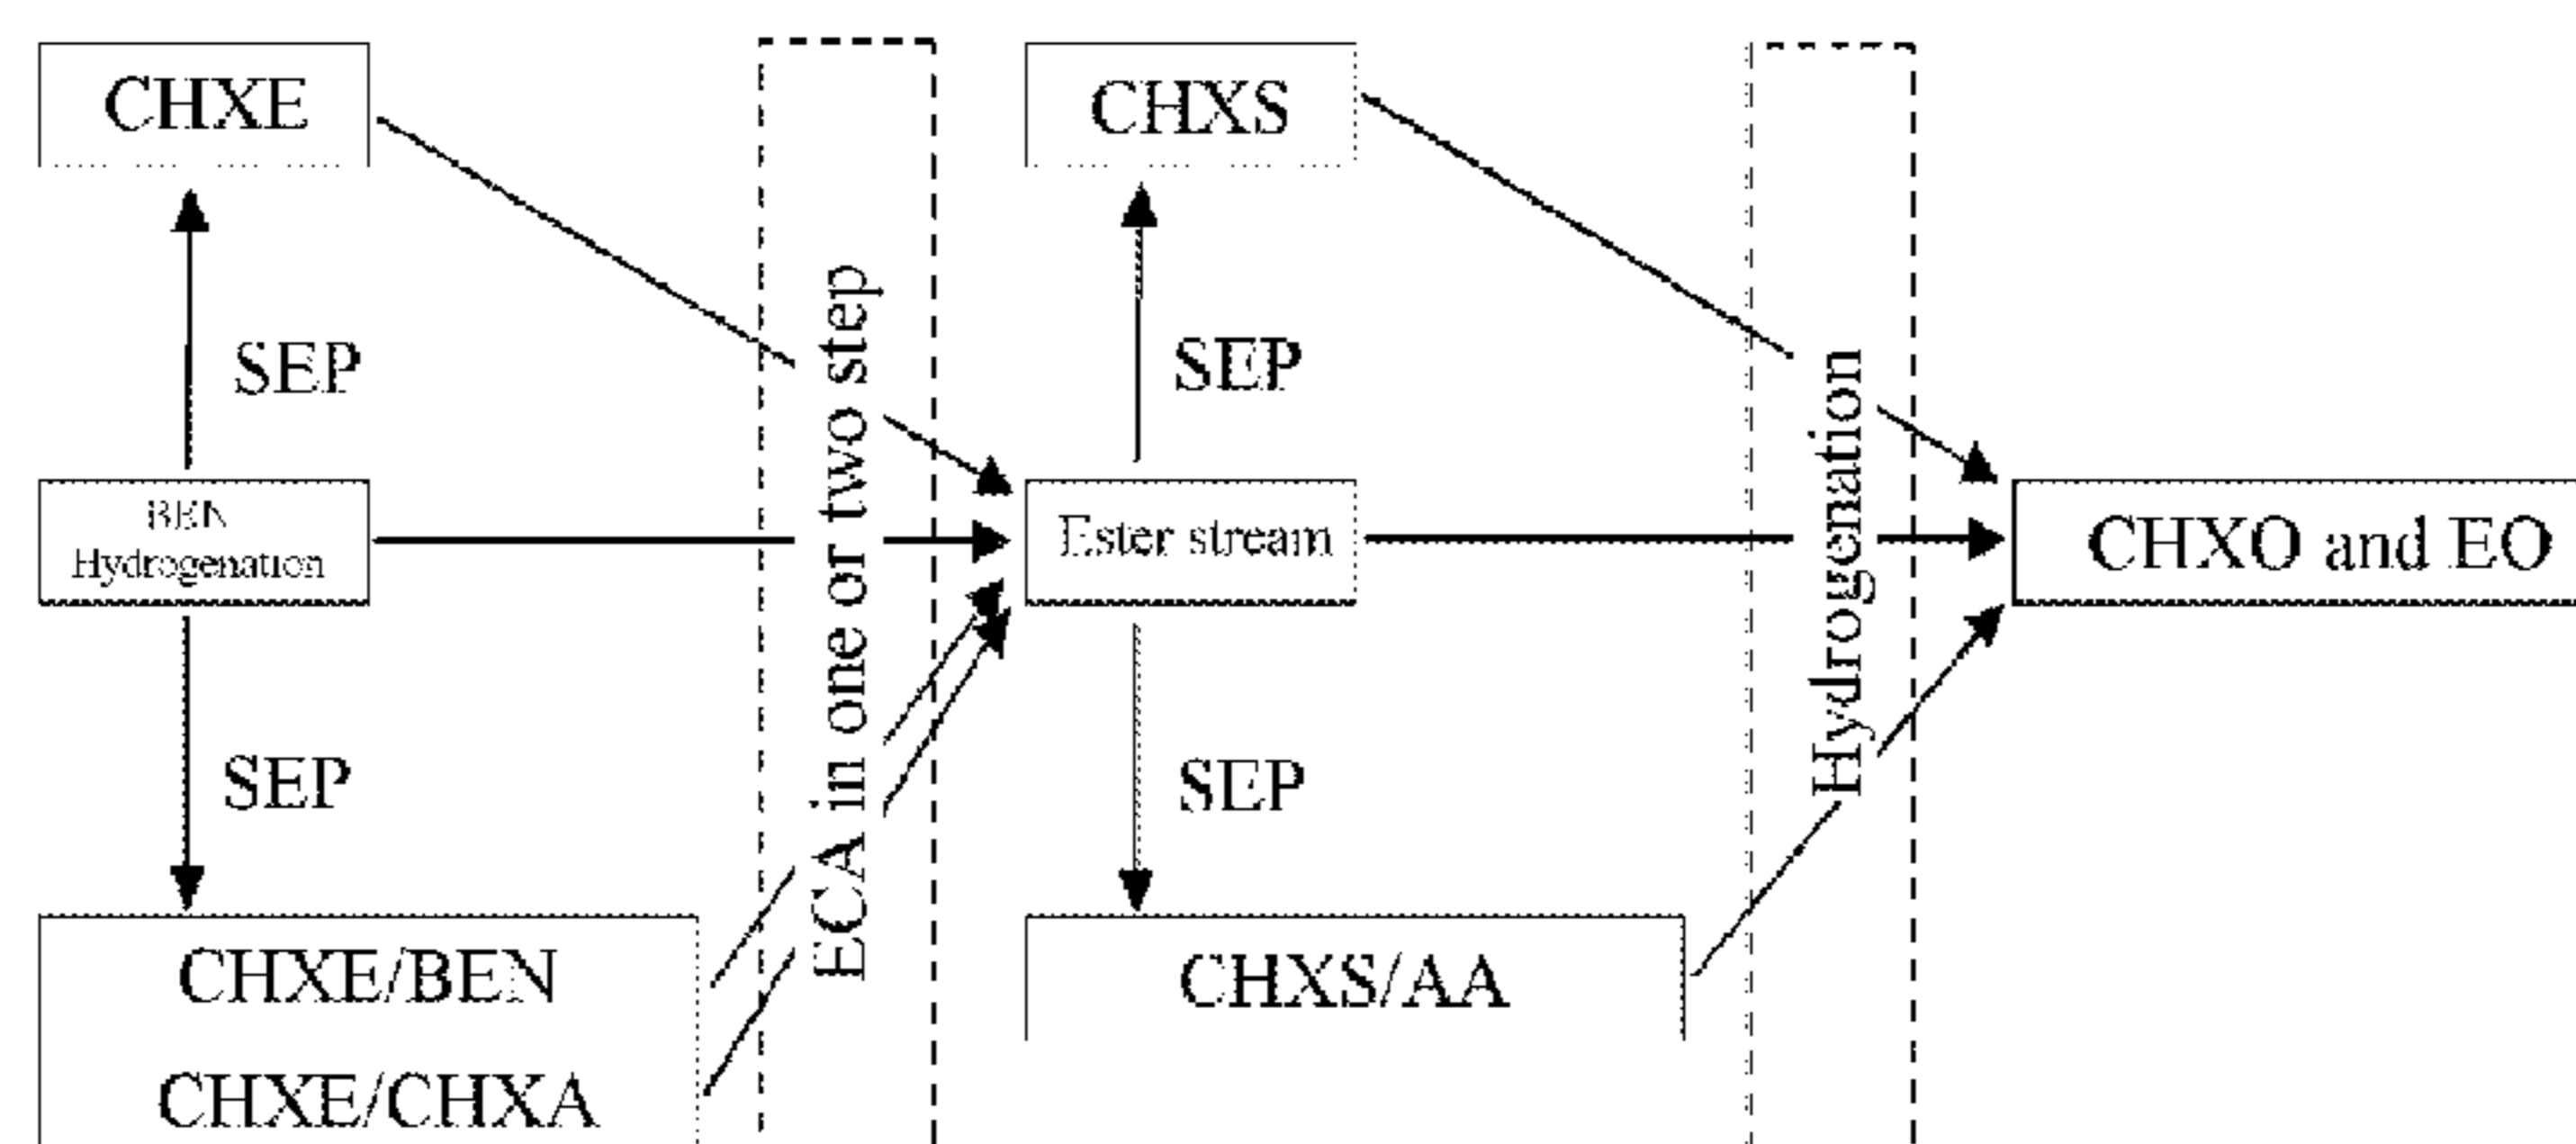 CHXE
CHXS
SEP
SEP
BEN
Hydrogenation
ECA in one or two step
Ester stream
Hydrogenation
CHXO and EO
SEP
SEP
CHXE/BEN
CHXS/AA
CHXE/CHXA